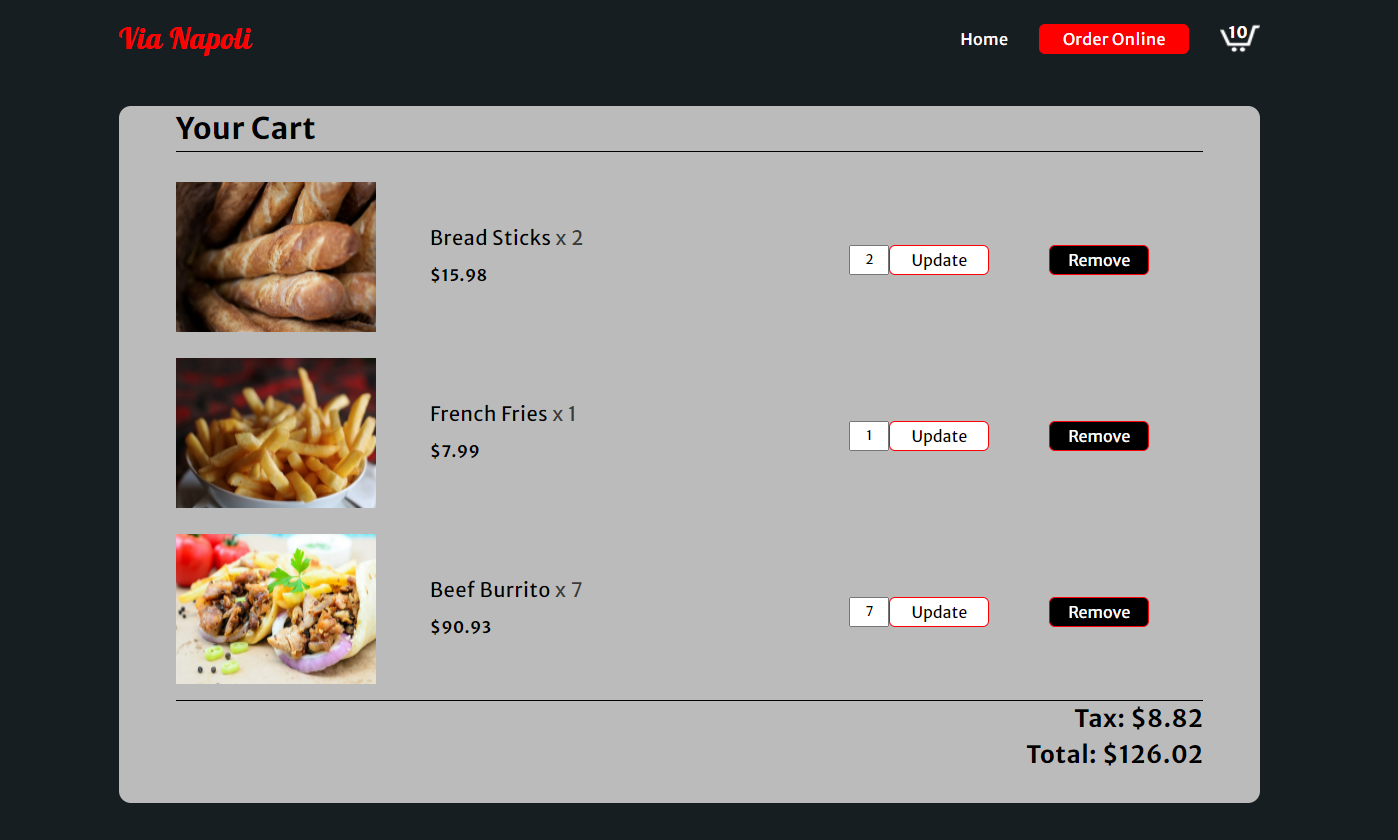 Via Napoli
Home
Order Online
10
Your Cart
Bread Sticks x 2
$15.98
2
Update
Remove
French Fries x 1
$7.99
1
Update
Remove
Beef Burrito x 7
$90.93
7
Update
Remove
Tax: $8.82
Total: $126.02